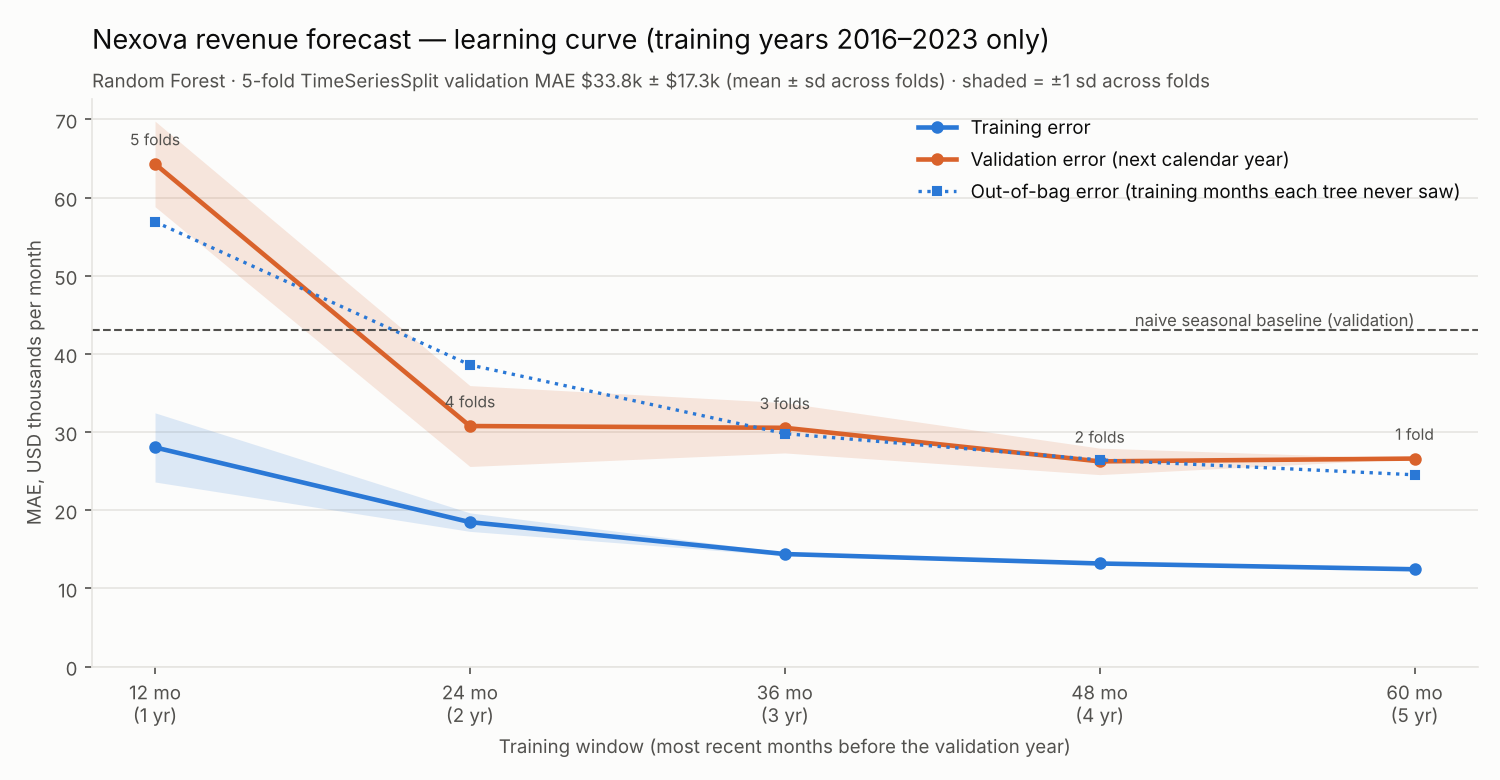 Nexova revenue forecast — learning curve (training years 2016–2023 only)
Random Forest · 5-fold TimeSeriesSplit validation MAE $33.8k ± $17.3k (mean ± sd across folds) · shaded = ±1 sd across folds
Training error
Validation error (next calendar year)
Out-of-bag error (training months each tree never saw)
MAE, USD thousands per month
70
60
50
40
30
20
10
0
5 folds
4 folds
3 folds
2 folds
1 fold
naive seasonal baseline (validation)
12 mo
(1 yr)
24 mo
(2 yr)
36 mo
(3 yr)
48 mo
(4 yr)
60 mo
(5 yr)
Training window (most recent months before the validation year)